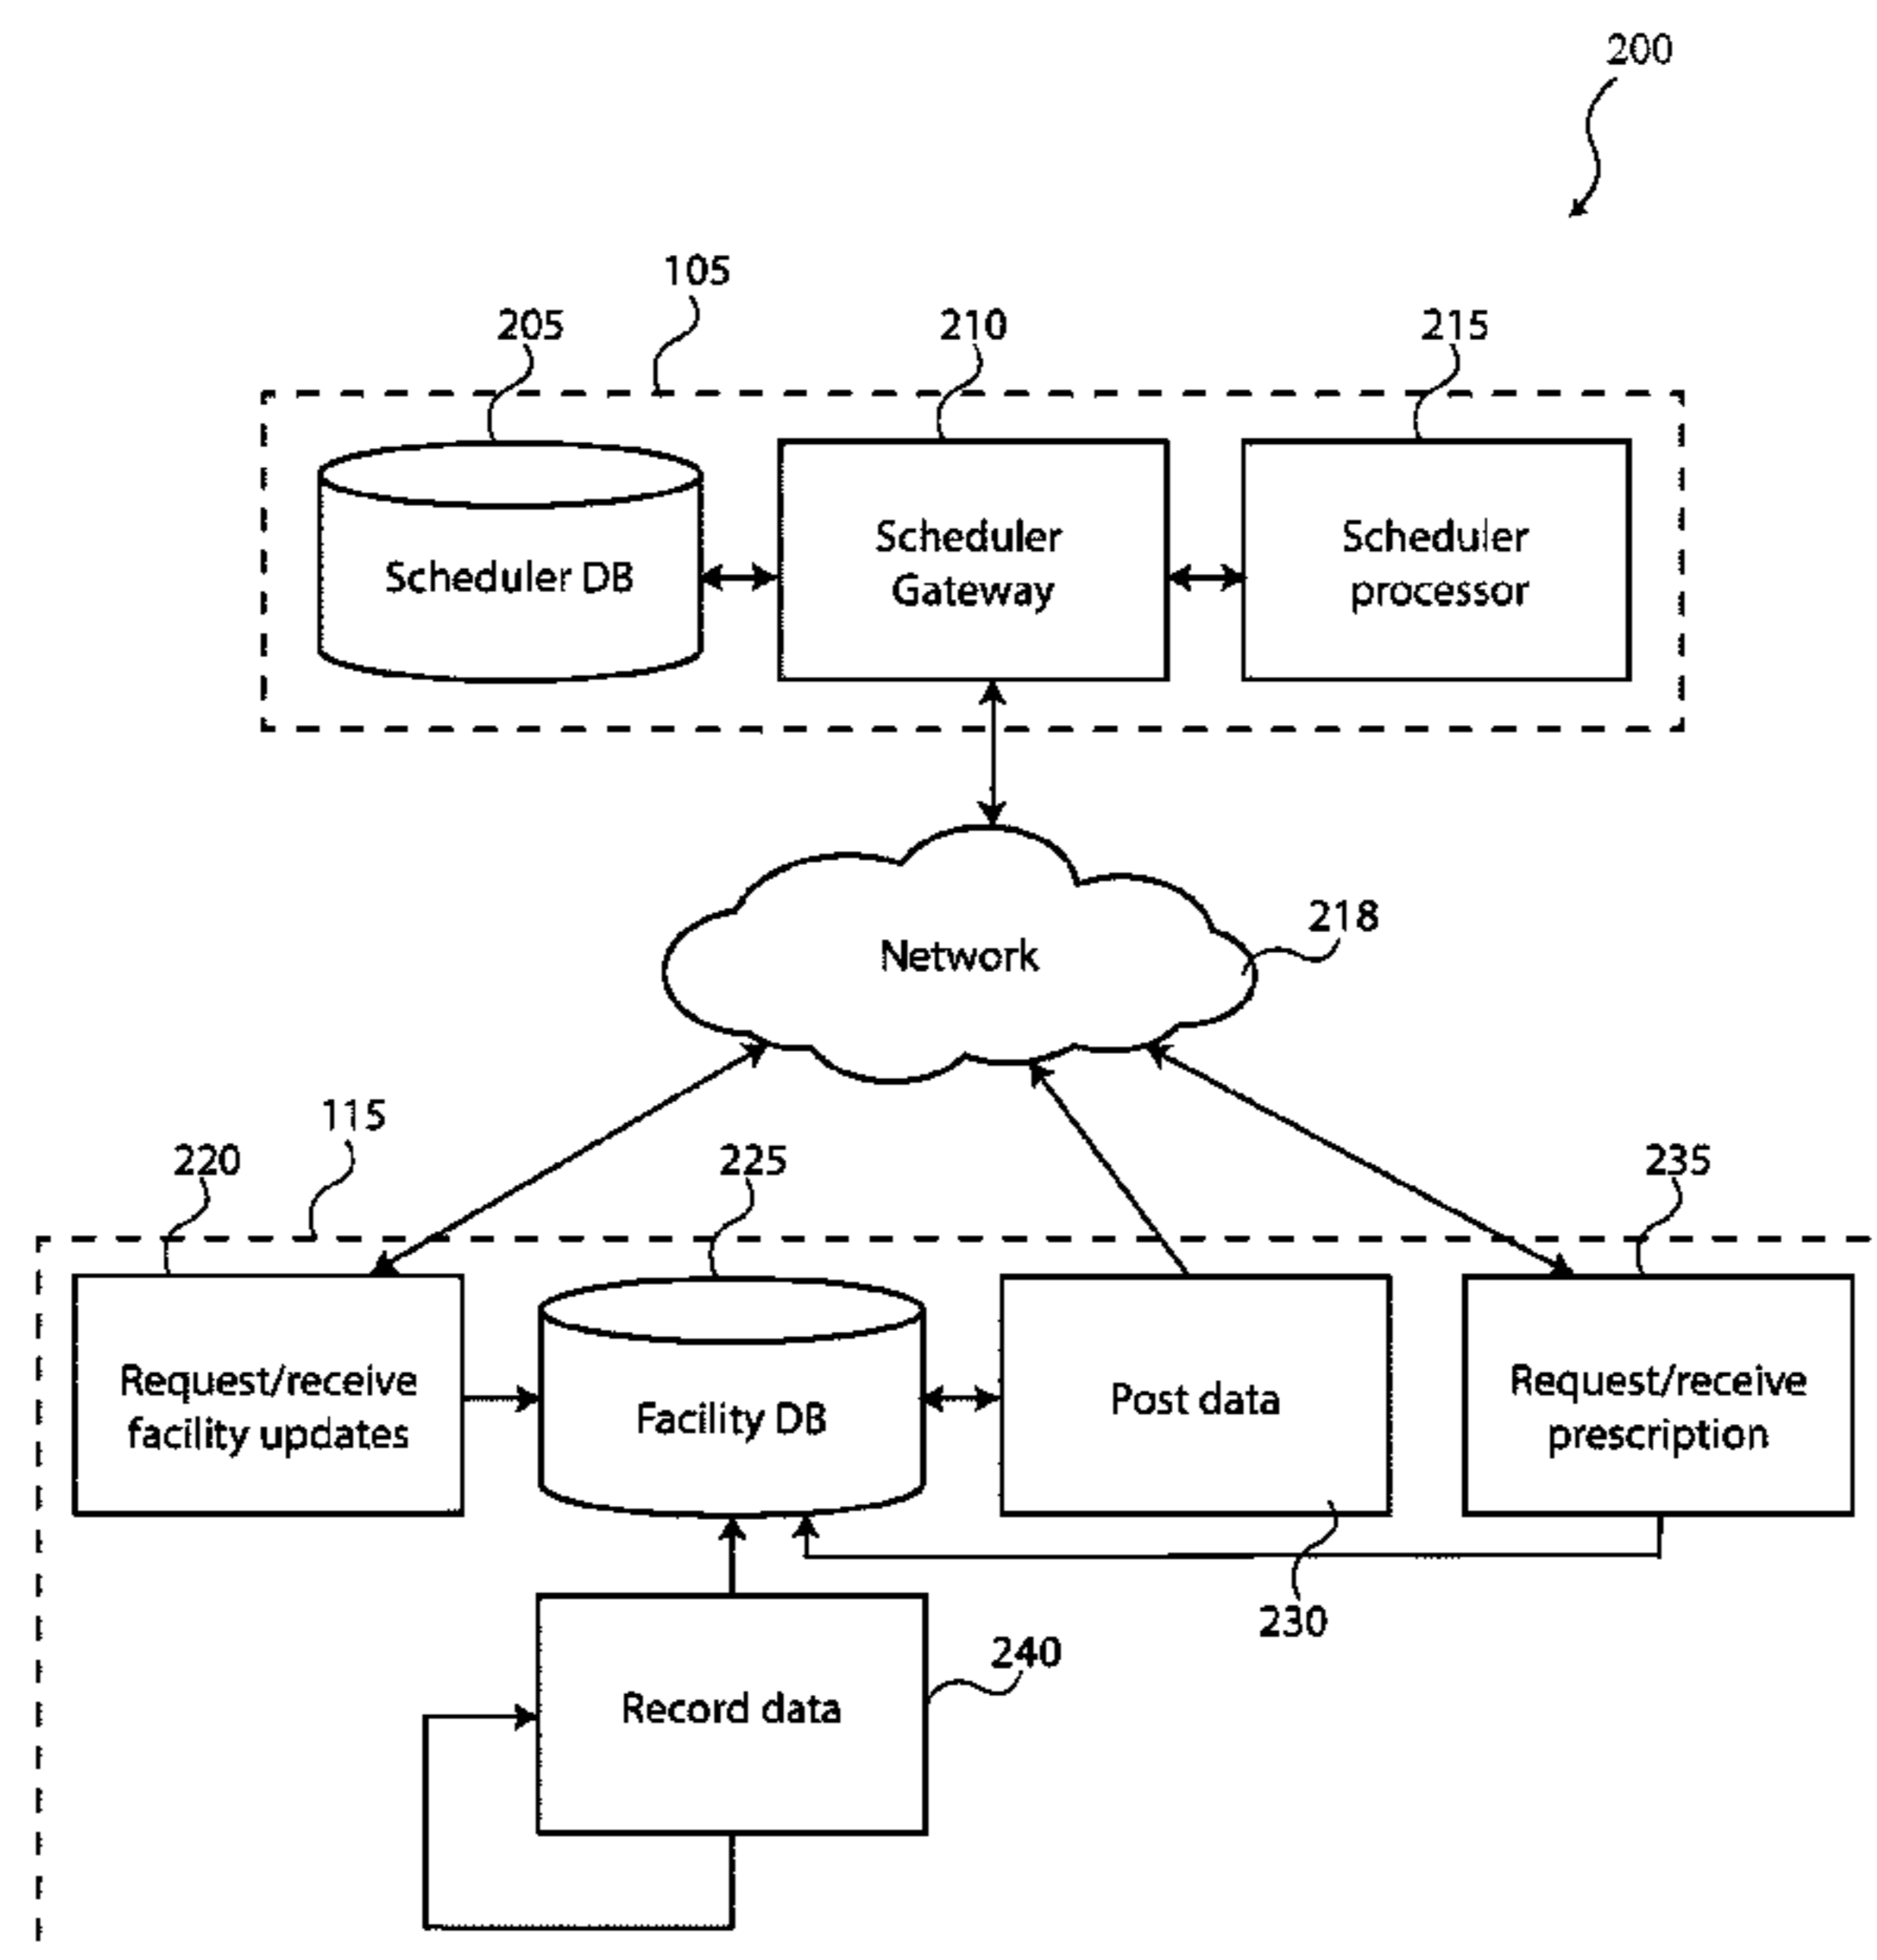 200
105
205
210
215
Scheduler DB
Scheduler
Gateway
Scheduler
processor
Network
218
115
220
225
235
Request/receive
facility updates
Facility DB
Post data
Request/receive
prescription
230
240
Record data